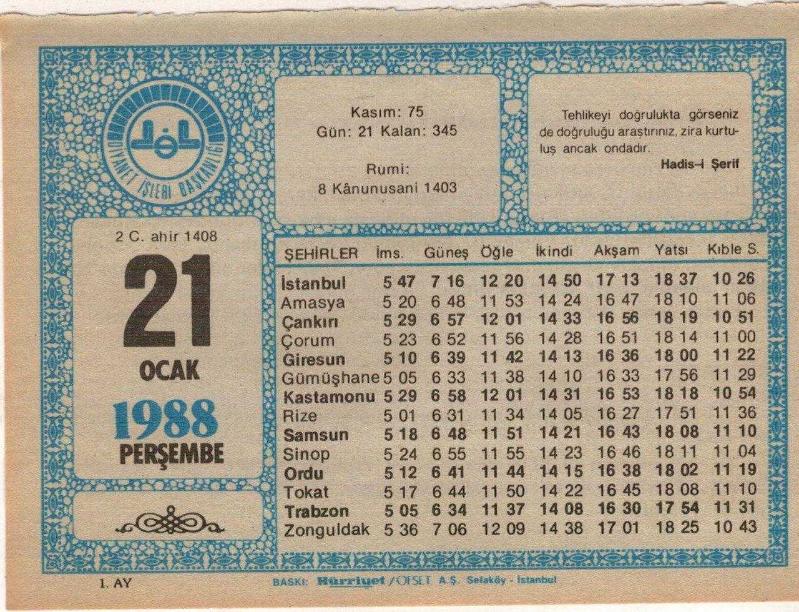 DİYANET İŞLERİ BAŞKANLIĞI
Kasım: 75
Gün: 21 Kalan: 345
Rumi:
8 Kânunusani 1403
Tehlikeyi doğrulukta görseniz
de doğruluğu araştırınız, zira kurtu-
luş ancak ondadır.
Hadis-i Şerif
2 C. ahir 1408
21
OCAK
1988
PERŞEMBE
ŞEHİRLER İms. Güneş Öğle İkindi Akşam Yatsı Kıble S.
İstanbul 5 47 7 16 12 20 14 50 17 13 18 37 10 26
Amasya 5 20 6 48 11 53 14 24 16 47 18 10 11 06
Çankırı 5 29 6 57 12 01 14 33 16 56 18 19 10 51
Çorum 5 23 6 52 11 56 14 28 16 51 18 14 11 00
Giresun 5 10 6 39 11 42 14 13 16 36 18 00 11 22
Gümüşhane 5 05 6 33 11 38 14 10 16 33 17 56 11 29
Kastamonu 5 29 6 58 12 01 14 31 16 53 18 18 10 54
Rize 5 01 6 31 11 34 14 05 16 27 17 51 11 36
Samsun 5 18 6 48 11 51 14 21 16 43 18 08 11 10
Sinop 5 24 6 55 11 55 14 23 16 46 18 11 11 04
Ordu 5 12 6 41 11 44 14 15 16 38 18 02 11 19
Tokat 5 17 6 44 11 50 14 22 16 45 18 08 11 10
Trabzon 5 05 6 34 11 37 14 08 16 30 17 54 11 31
Zonguldak 5 36 7 06 12 09 14 38 17 01 18 25 10 43
1. AY
BASKI: Hürriyet/OFSET A.Ş. Sefaköy - İstanbul